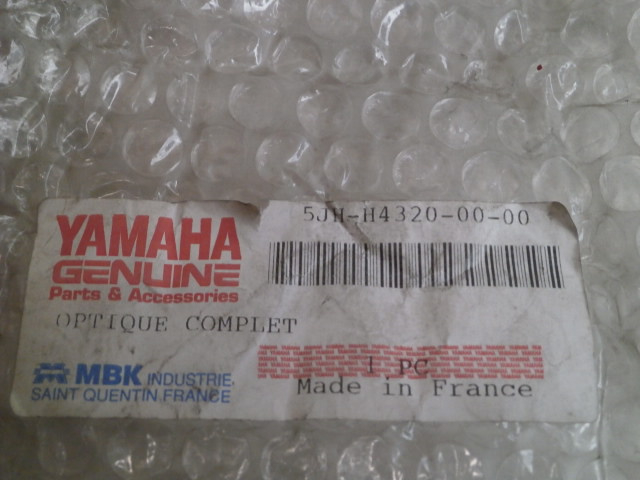 YAMAHA
GENUINE
Parts & Accessories
5JH-H4320-00-00
OPTIQUE COMPLET
MBK INDUSTRIE.
SAINT QUENTIN FRANCE
1 PC
Made in France